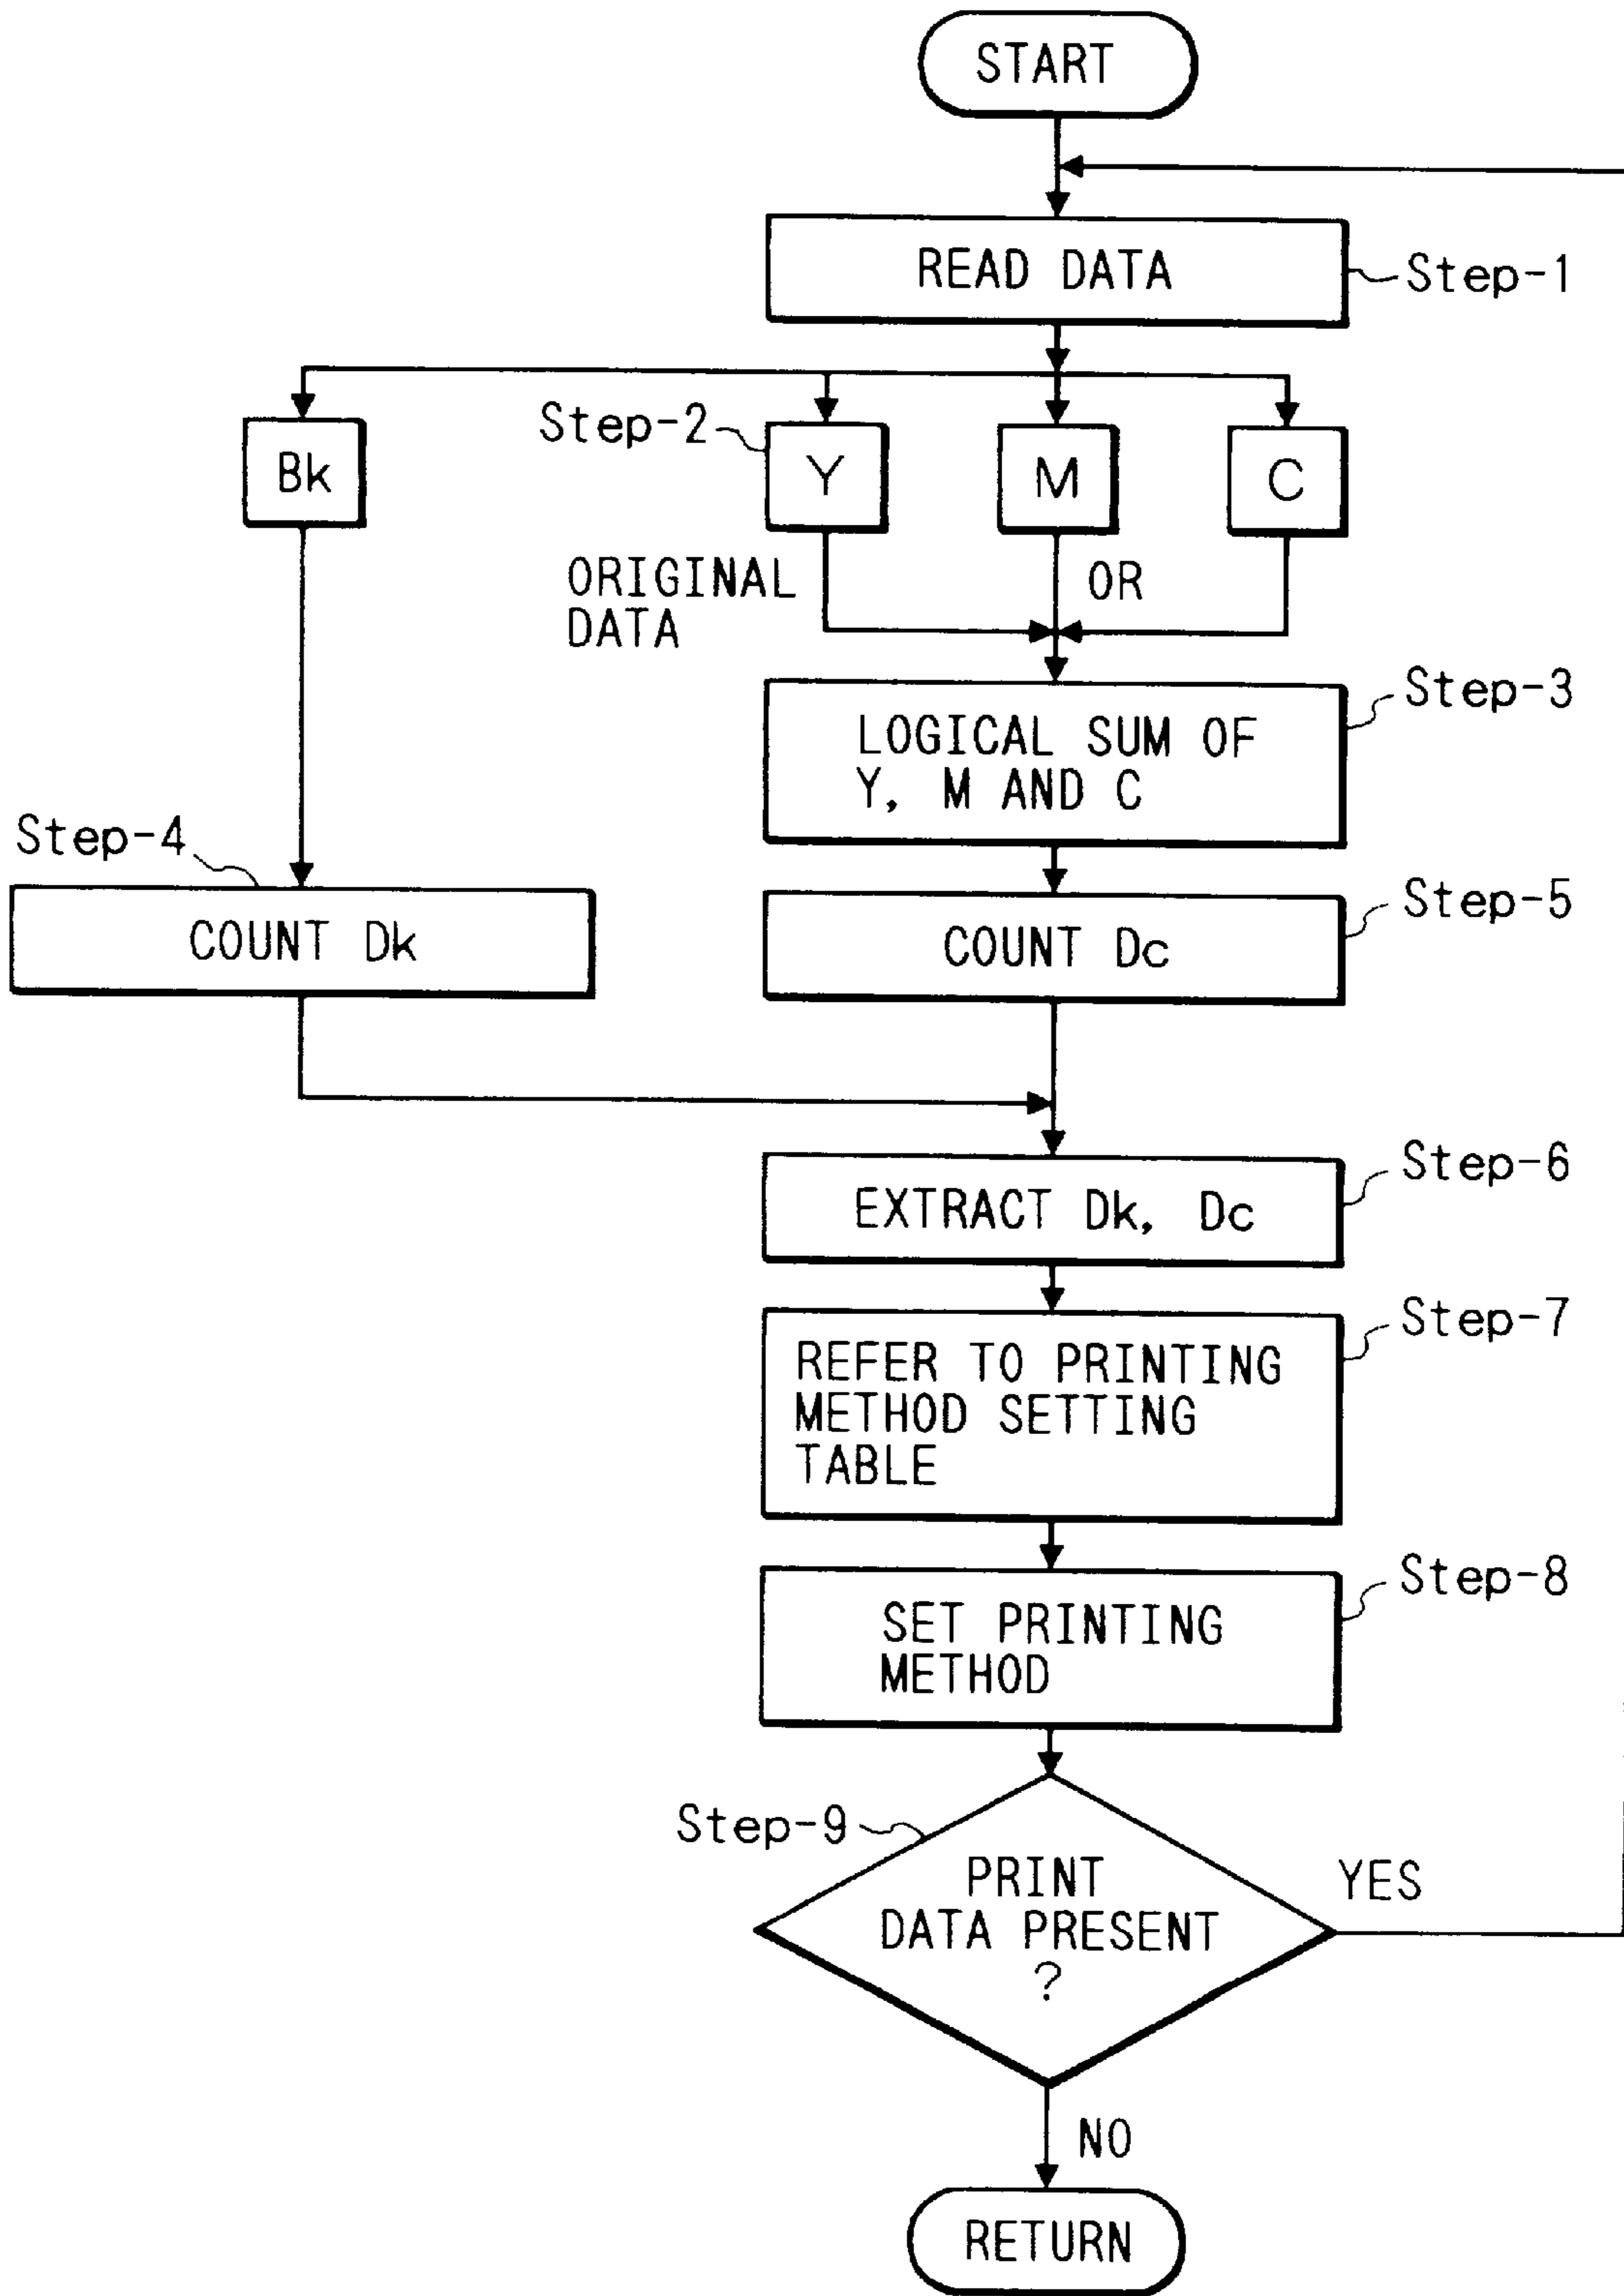 START
READ DATA
Step-1
Step-2
Bk
Y
M
C
ORIGINAL
DATA
OR
Step-3
LOGICAL SUM OF
Y, M AND C
Step-4
COUNT Dk
Step-5
COUNT Dc
Step-6
EXTRACT Dk, Dc
Step-7
REFER TO PRINTING
METHOD SETTING
TABLE
Step-8
SET PRINTING
METHOD
Step-9
PRINT
DATA PRESENT
?
YES
NO
RETURN